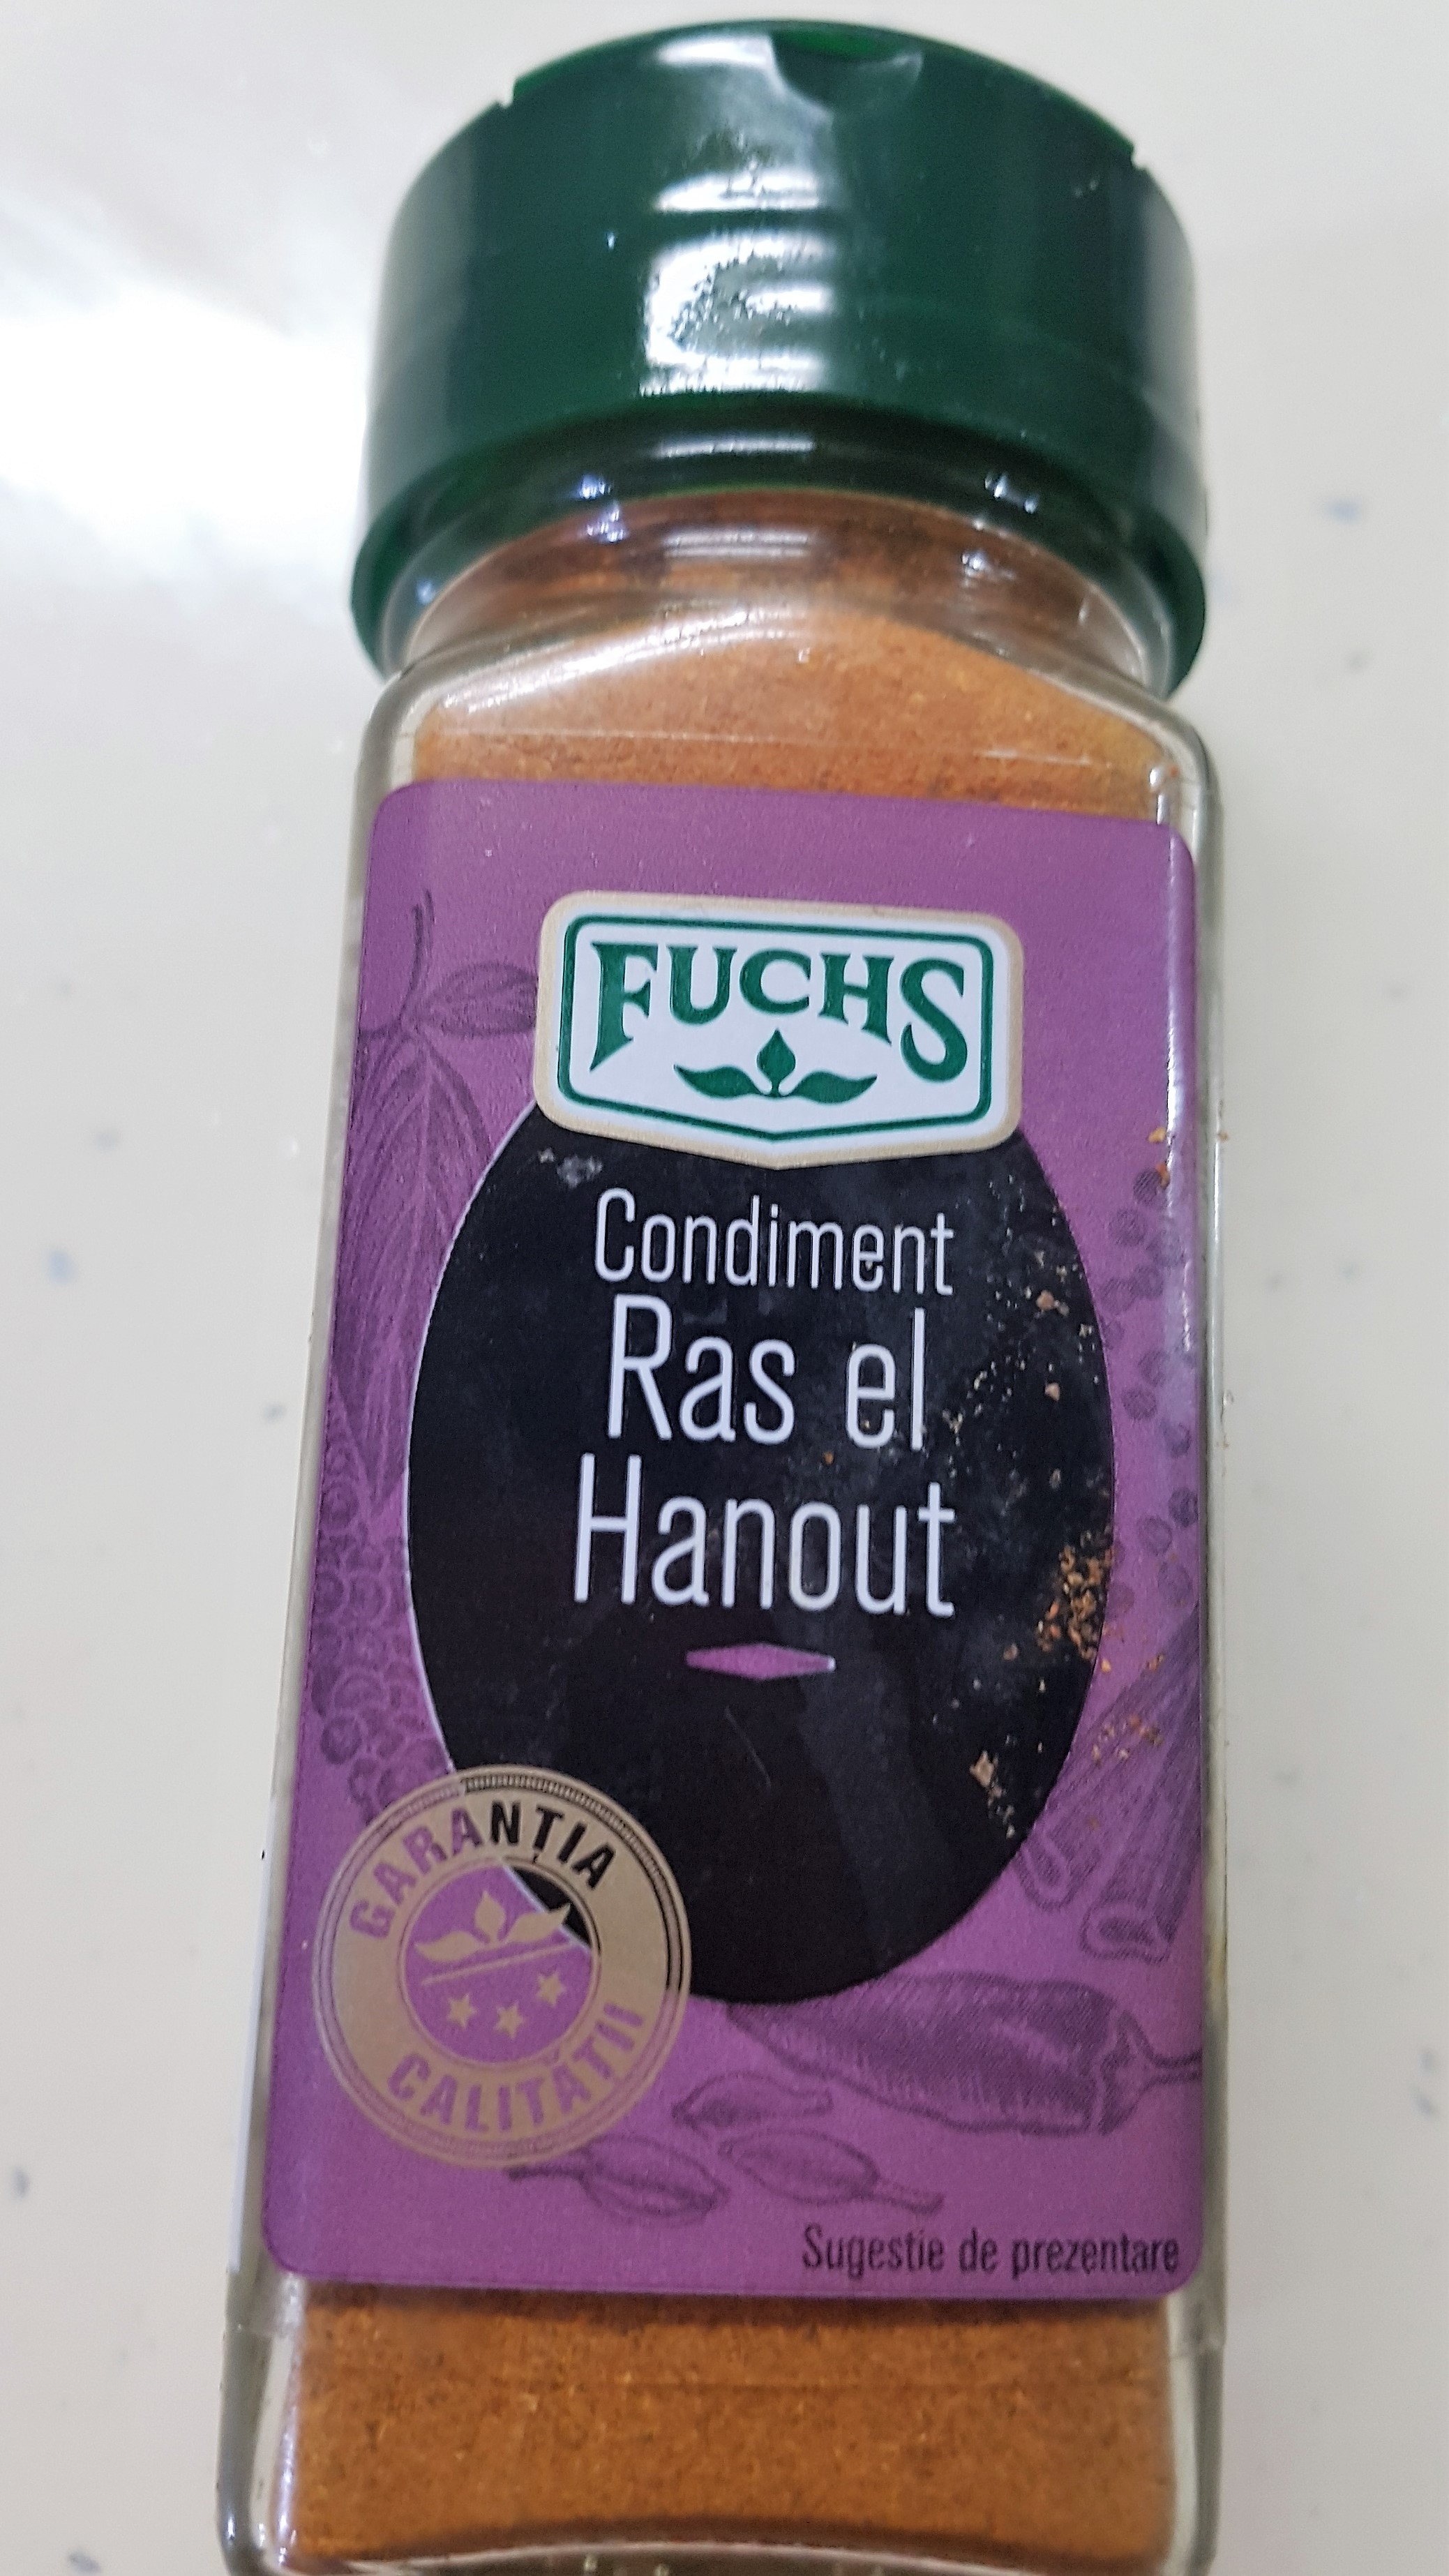 FUCHS
Condiment
Ras el
Hanout
GARANȚIA
CALITĂȚII
Sugestie de prezentare